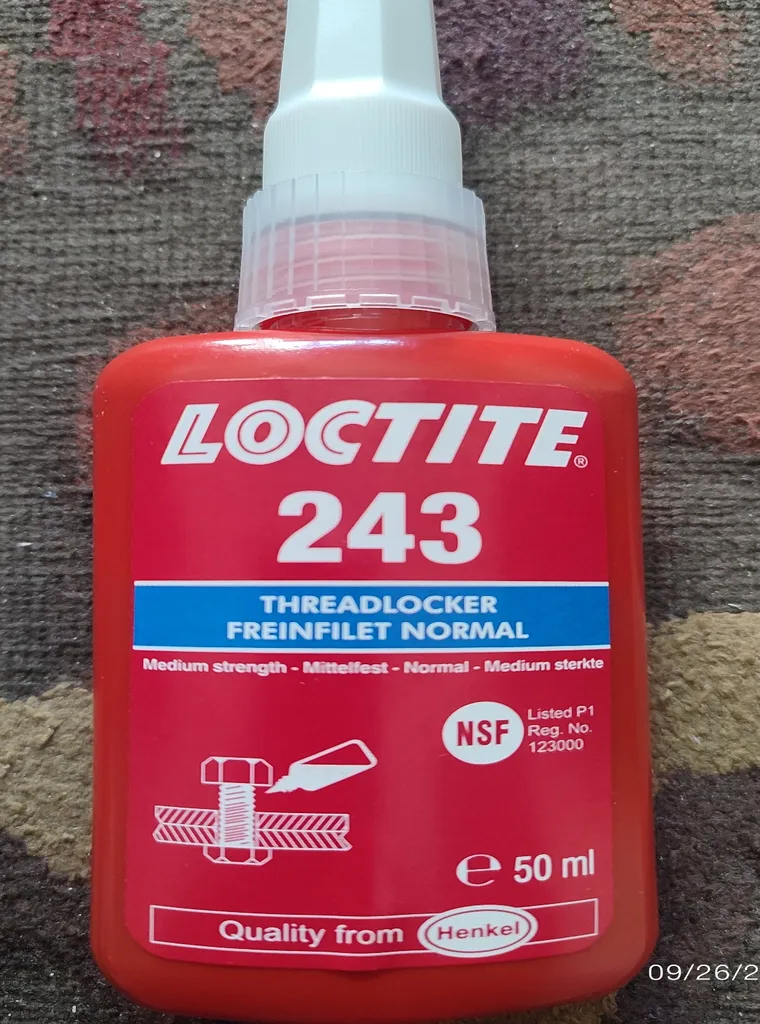 LOCTITE®
243
THREADLOCKER
FREINFILET NORMAL
Medium strength - Mittelfest - Normal - Medium sterkte
NSF
Listed P1
Reg. No.
123000
℮ 50 ml
Quality from Henkel
09/26/2